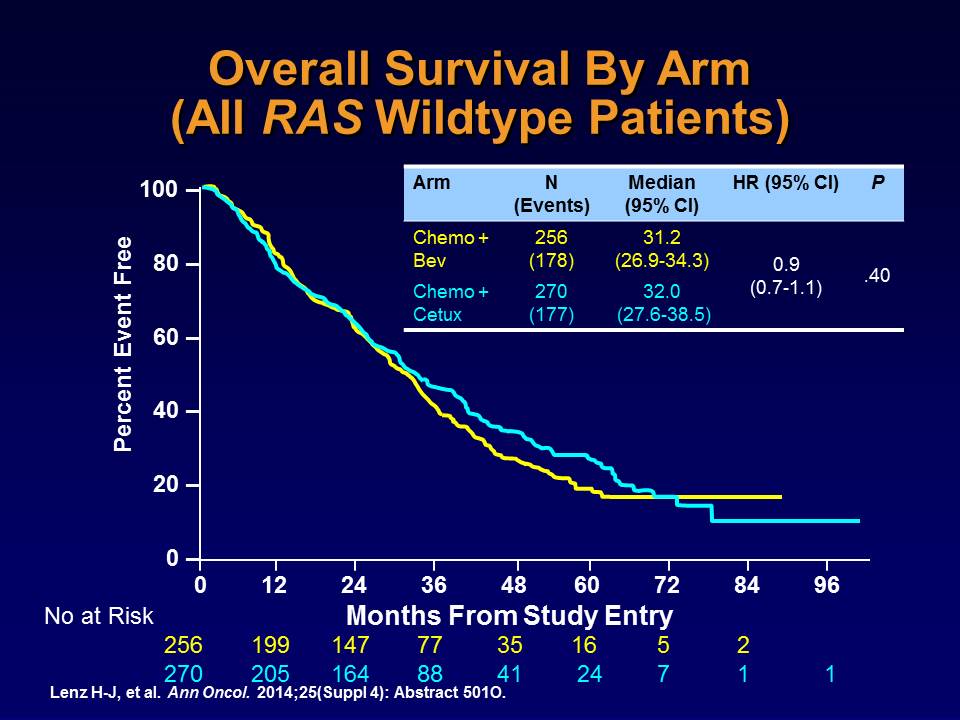 Overall Survival By Arm
(All RAS Wildtype Patients)
Arm N (Events) Median (95% CI) HR (95% CI) P
Chemo + Bev 256 (178) 31.2 (26.9-34.3)
0.9 (0.7-1.1) .40
Chemo + Cetux 270 (177) 32.0 (27.6-38.5)
Percent Event Free
100
80
60
40
20
0
0 12 24 36 48 60 72 84 96
Months From Study Entry
No at Risk
256 199 147 77 35 16 5 2
270 205 164 88 41 24 7 1 1
Lenz H-J, et al. Ann Oncol. 2014;25(Suppl 4): Abstract 501O.